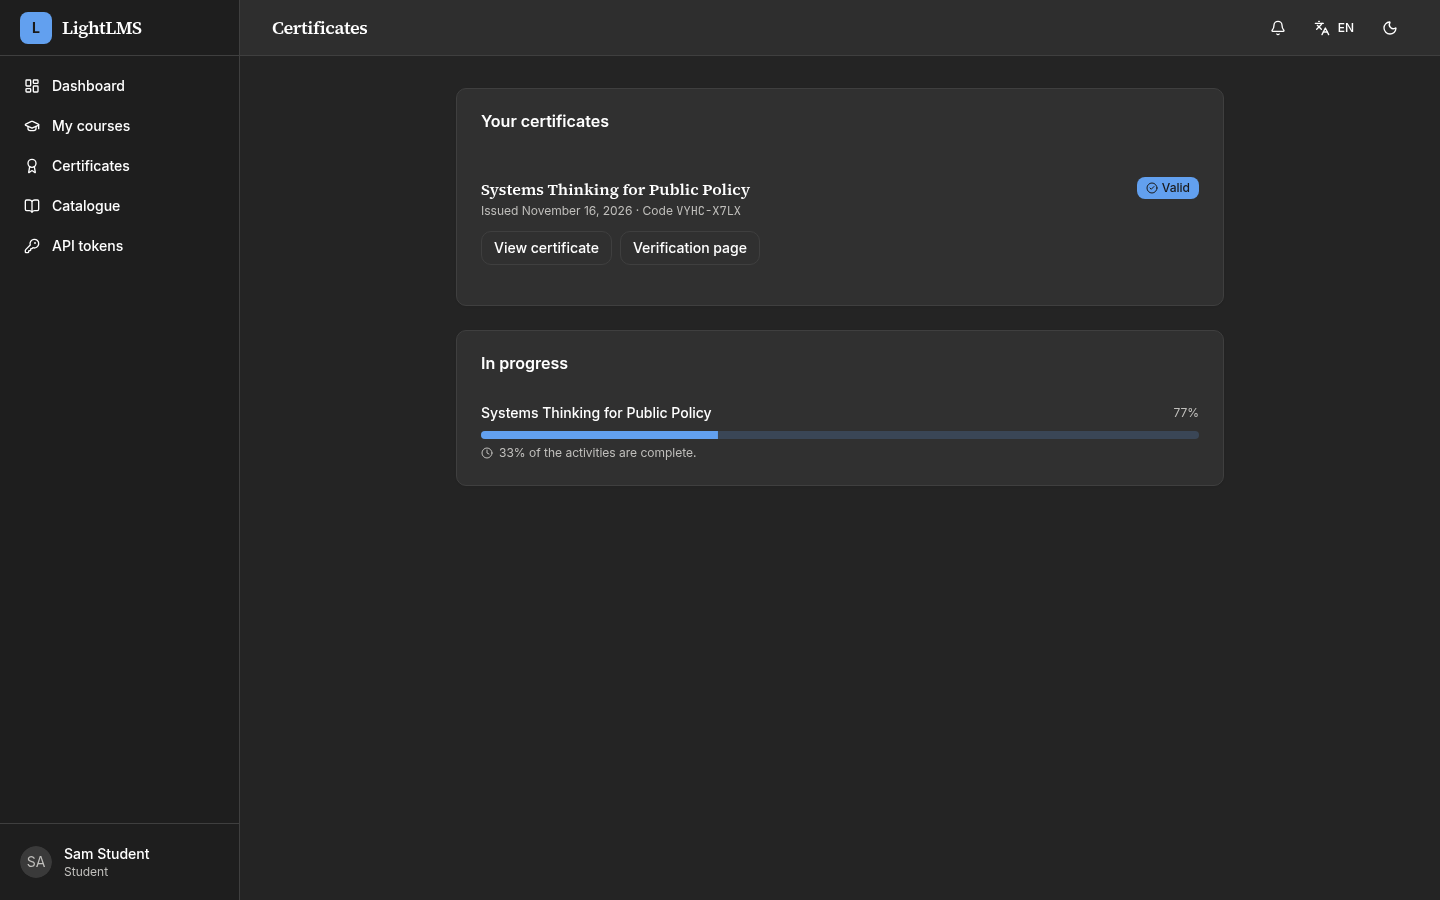 L LightLMS
Certificates
EN
Dashboard
My courses
Certificates
Catalogue
API tokens
Your certificates
Systems Thinking for Public Policy
Valid
Issued November 16, 2026 · Code VYHC-X7LX
View certificate
Verification page
In progress
Systems Thinking for Public Policy
77%
33% of the activities are complete.
SA
Sam Student
Student